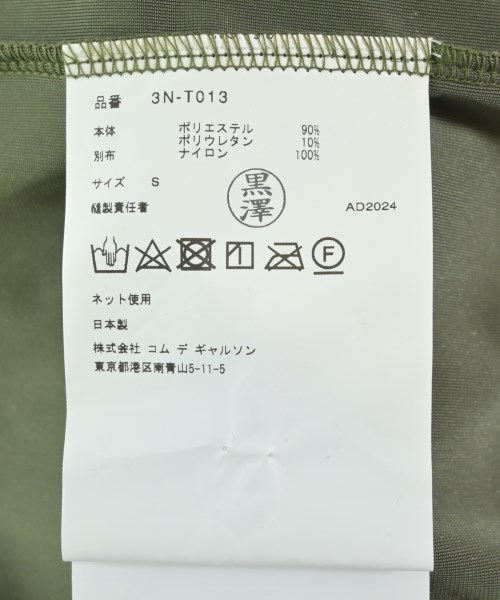 品番 3N-T013
本体 ポリエステル 90%
ポリウレタン 10%
別布 ナイロン 100%
サイズ S
縫製責任者 黒澤 AD2024
F
ネット使用
日本製
株式会社 コム デ ギャルソン
東京都港区南青山5-11-5